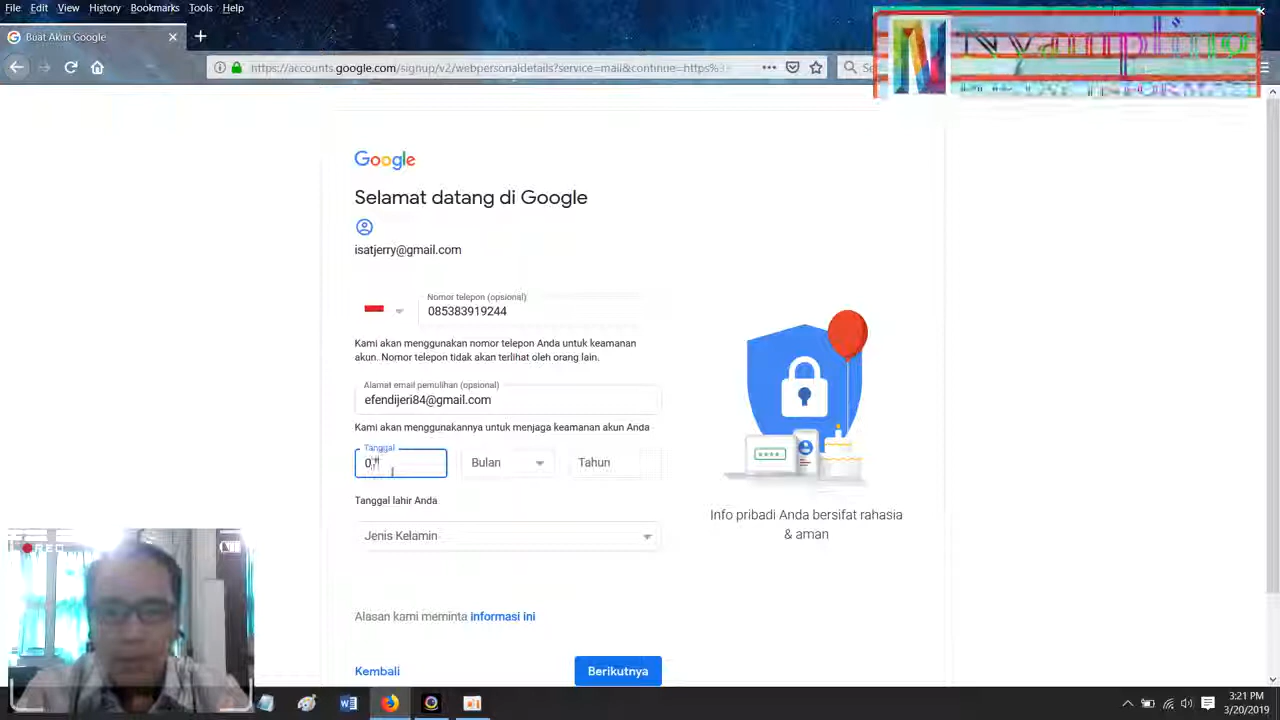 File Edit View History Bookmarks Tools Help
Buat Akun Google
https://accounts.google.com/signup/v2/webpersonaldetails?service=mail&continue=https%3
Google
Selamat datang di Google
isatjerry@gmail.com
Nomor telepon (opsional)
085383919244
Kami akan menggunakan nomor telepon Anda untuk keamanan
akun. Nomor telepon tidak akan terlihat oleh orang lain.
Alamat email pemulihan (opsional)
efendijeri84@gmail.com
Kami akan menggunakannya untuk menjaga keamanan akun Anda
Tanggal
Bulan
Tahun
Tanggal lahir Anda
Jenis Kelamin
Info pribadi Anda bersifat rahasia
& aman
Alasan kami meminta informasi ini
Kembali
Berikutnya
REC
3:21 PM
3/20/2019